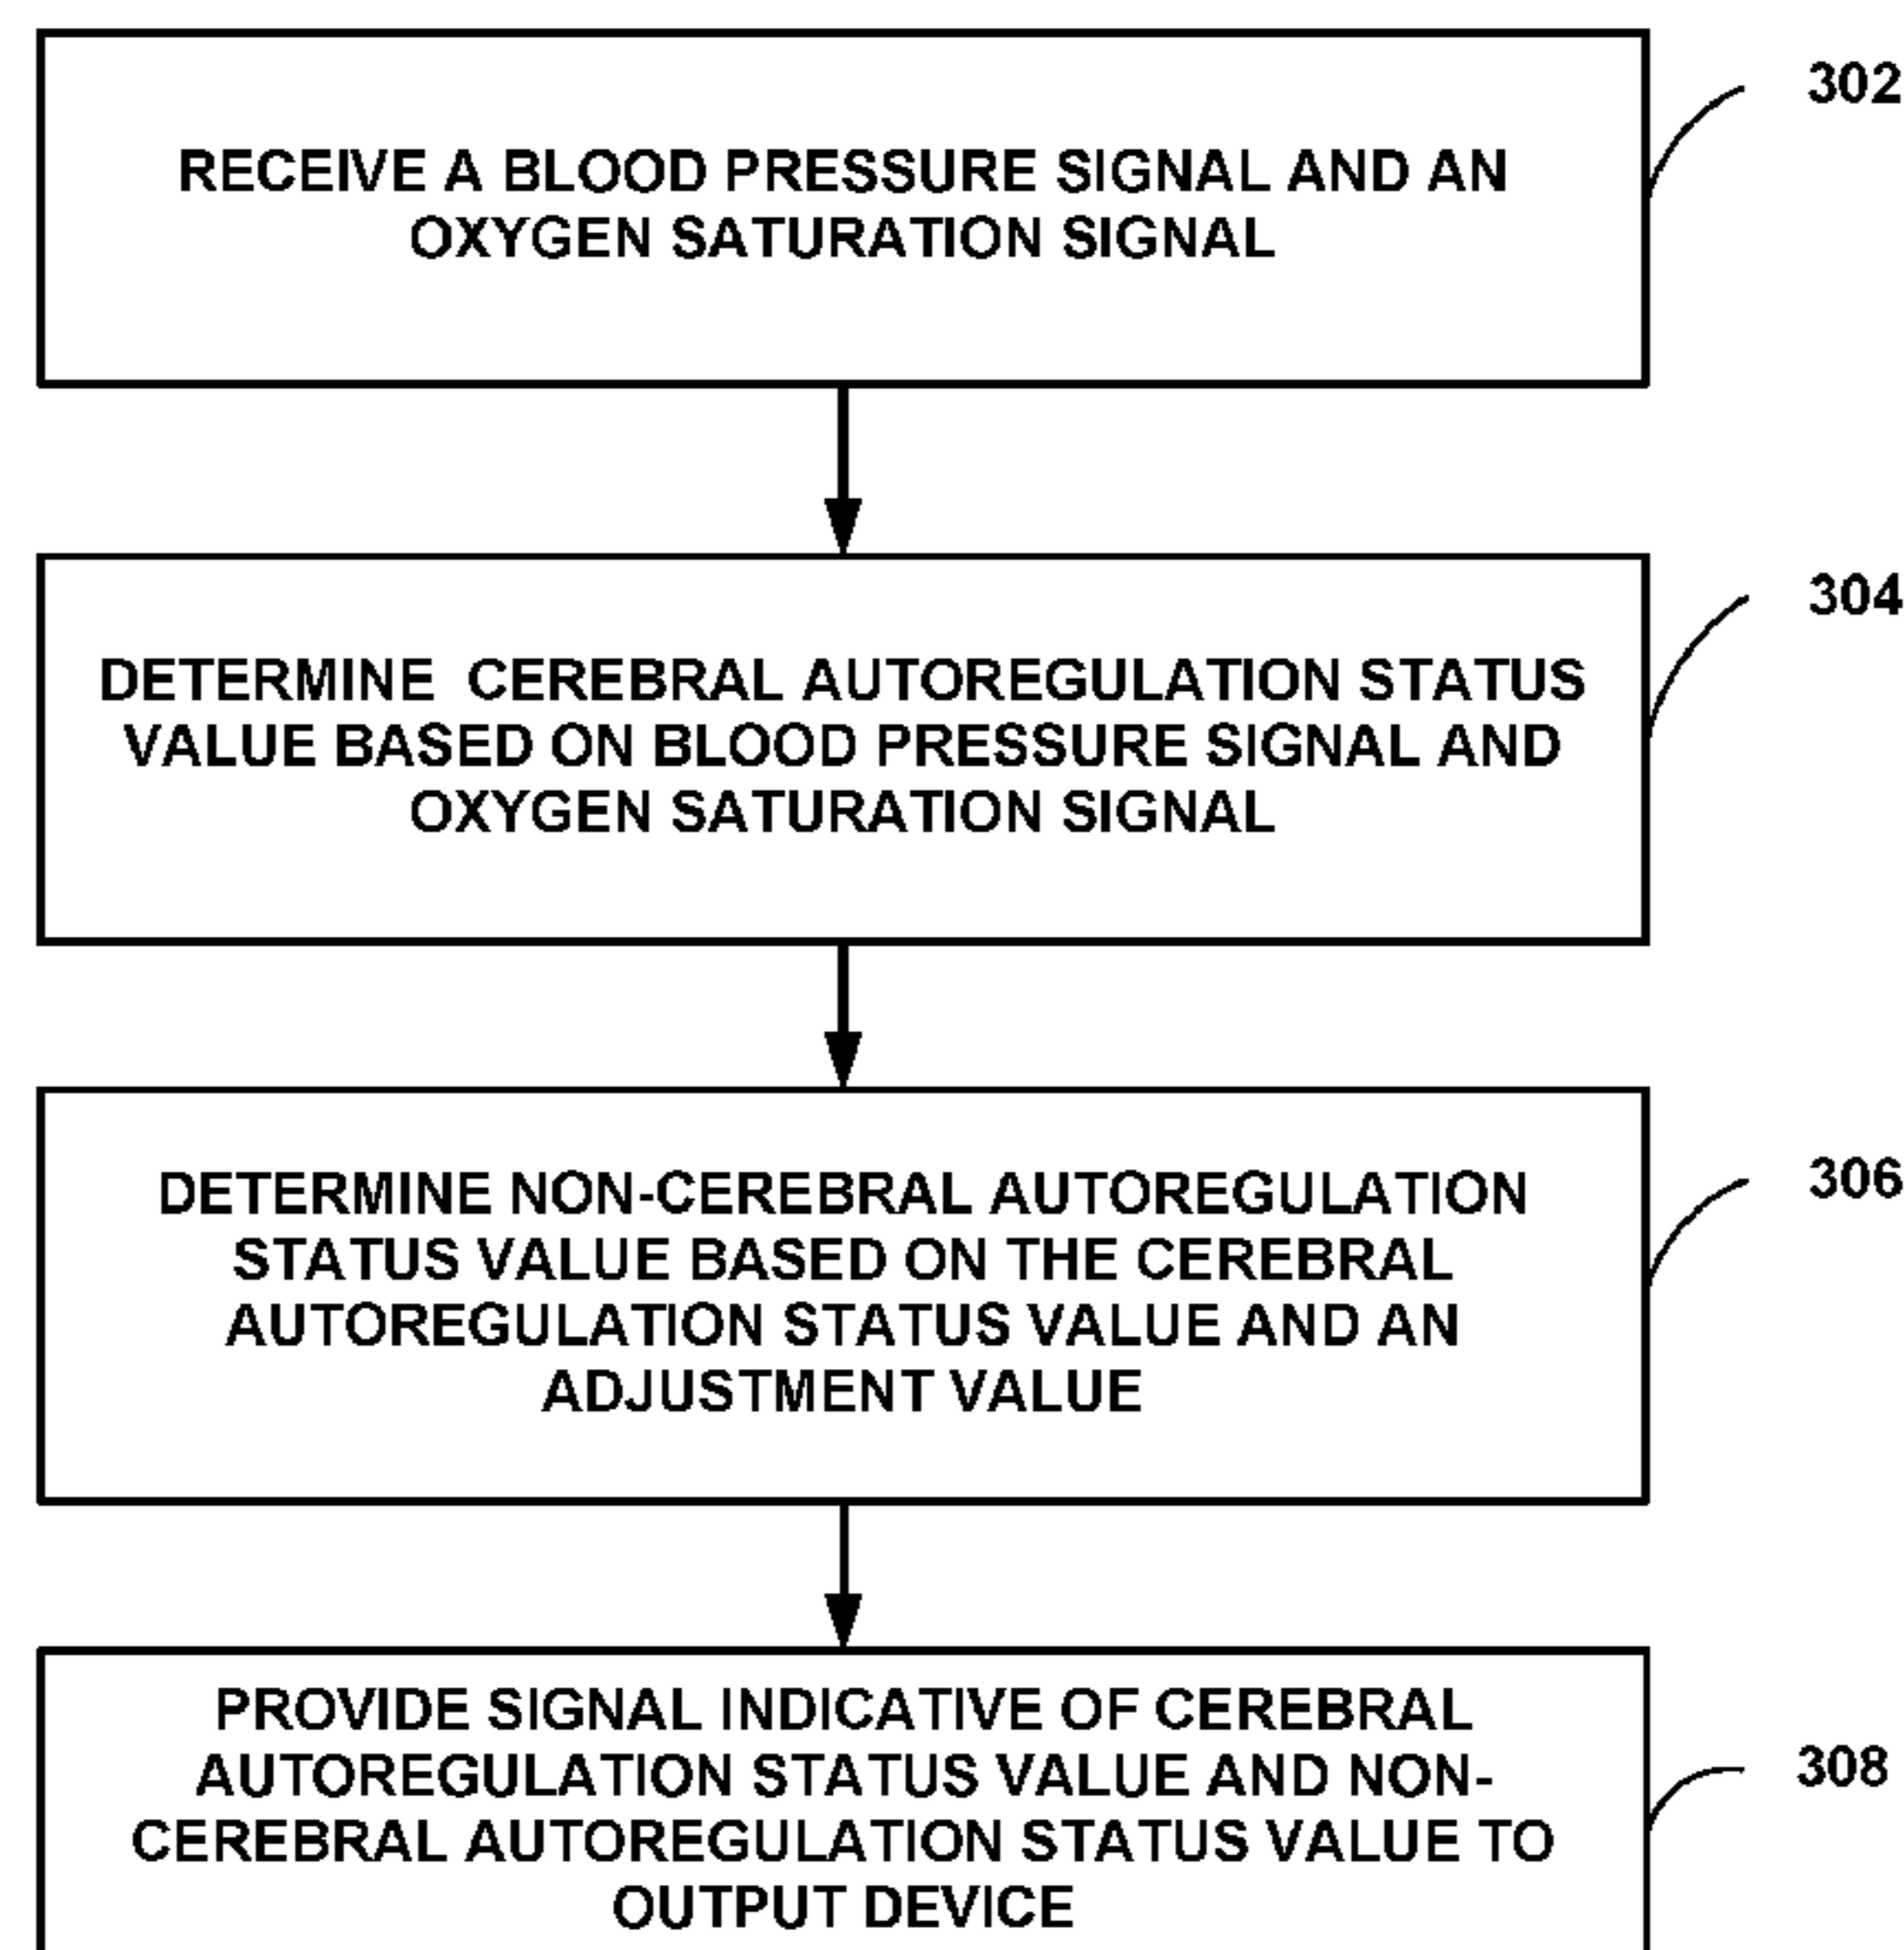 302
RECEIVE A BLOOD PRESSURE SIGNAL AND AN
OXYGEN SATURATION SIGNAL
304
DETERMINE CEREBRAL AUTOREGULATION STATUS
VALUE BASED ON BLOOD PRESSURE SIGNAL AND
OXYGEN SATURATION SIGNAL
306
DETERMINE NON-CEREBRAL AUTOREGULATION
STATUS VALUE BASED ON THE CEREBRAL
AUTOREGULATION STATUS VALUE AND AN
ADJUSTMENT VALUE
308
PROVIDE SIGNAL INDICATIVE OF CEREBRAL
AUTOREGULATION STATUS VALUE AND NON-
CEREBRAL AUTOREGULATION STATUS VALUE TO
OUTPUT DEVICE